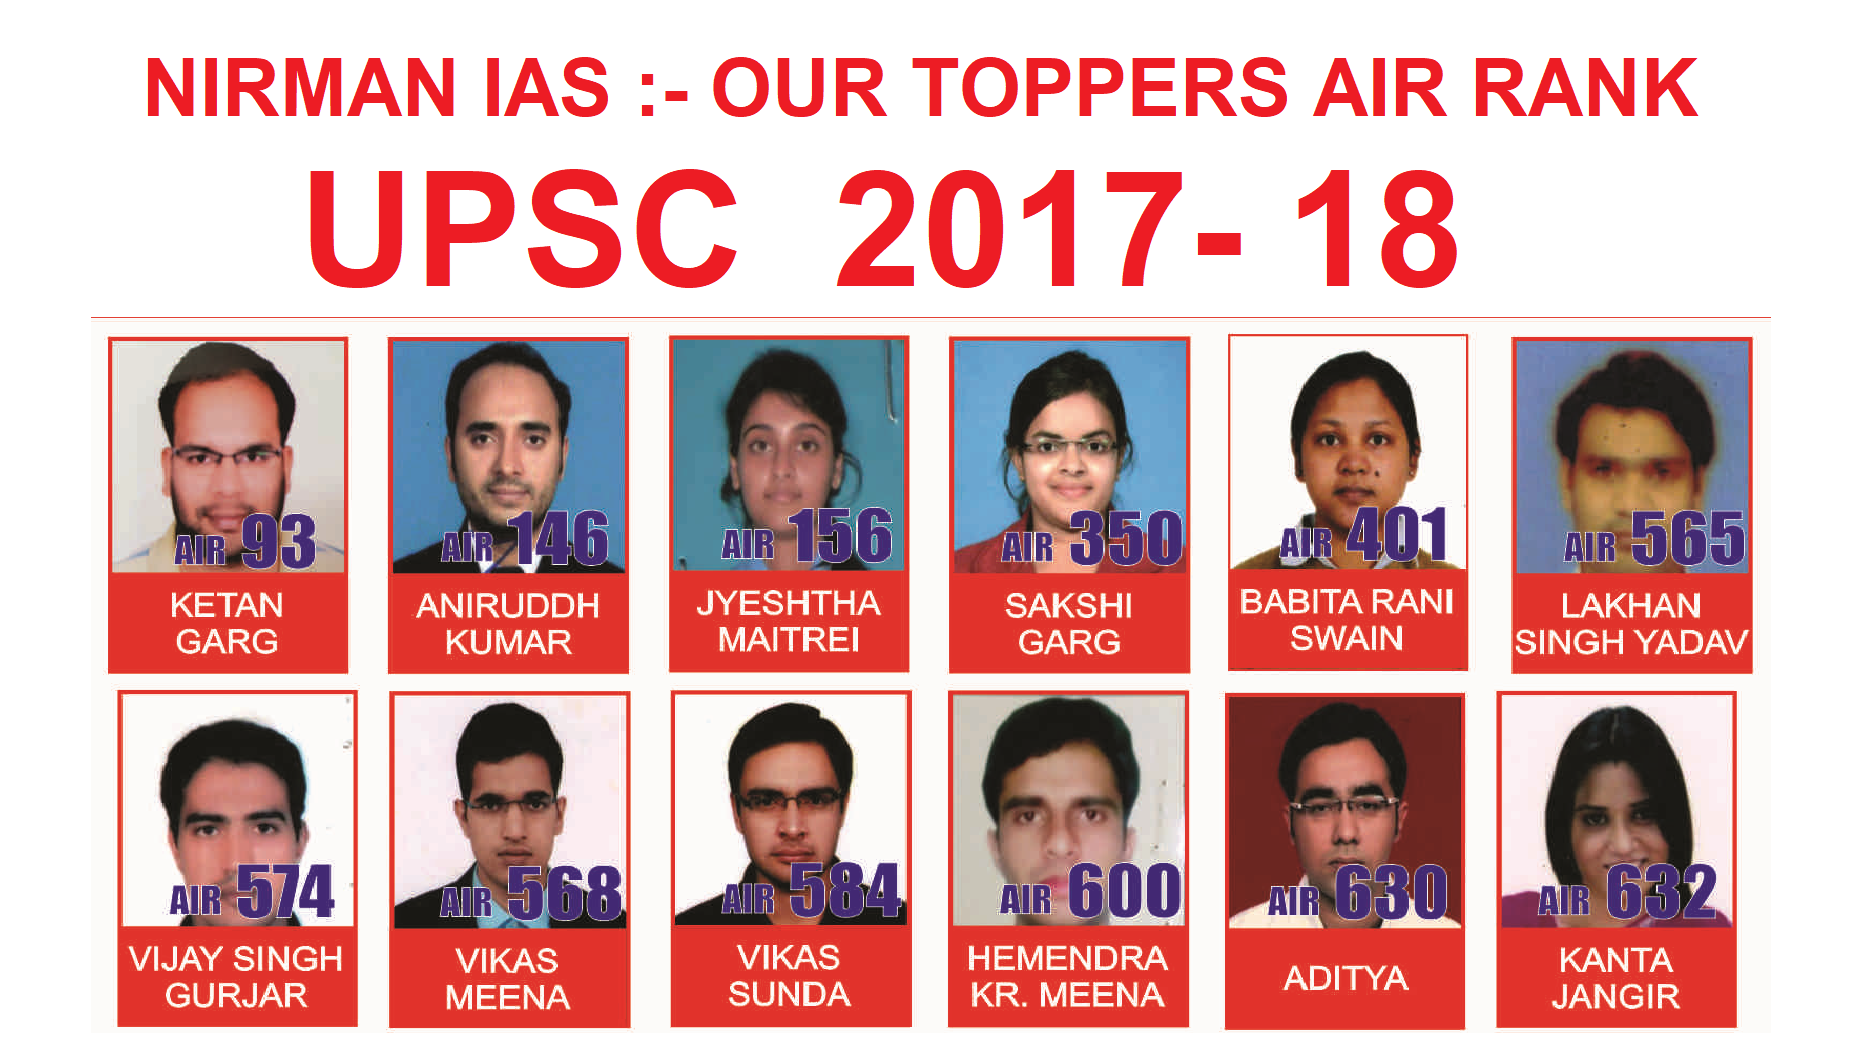 NIRMAN IAS :- OUR TOPPERS AIR RANK
UPSC 2017- 18
AIR 93
KETAN
GARG
AIR 146
ANIRUDDH
KUMAR
AIR 156
JYESHTHA
MAITREI
AIR 350
SAKSHI
GARG
AIR 401
BABITA RANI
SWAIN
AIR 565
LAKHAN
SINGH YADAV
AIR 574
VIJAY SINGH
GURJAR
AIR 568
VIKAS
MEENA
AIR 584
VIKAS
SUNDA
AIR 600
HEMENDRA
KR. MEENA
AIR 630
ADITYA
AIR 632
KANTA
JANGIR